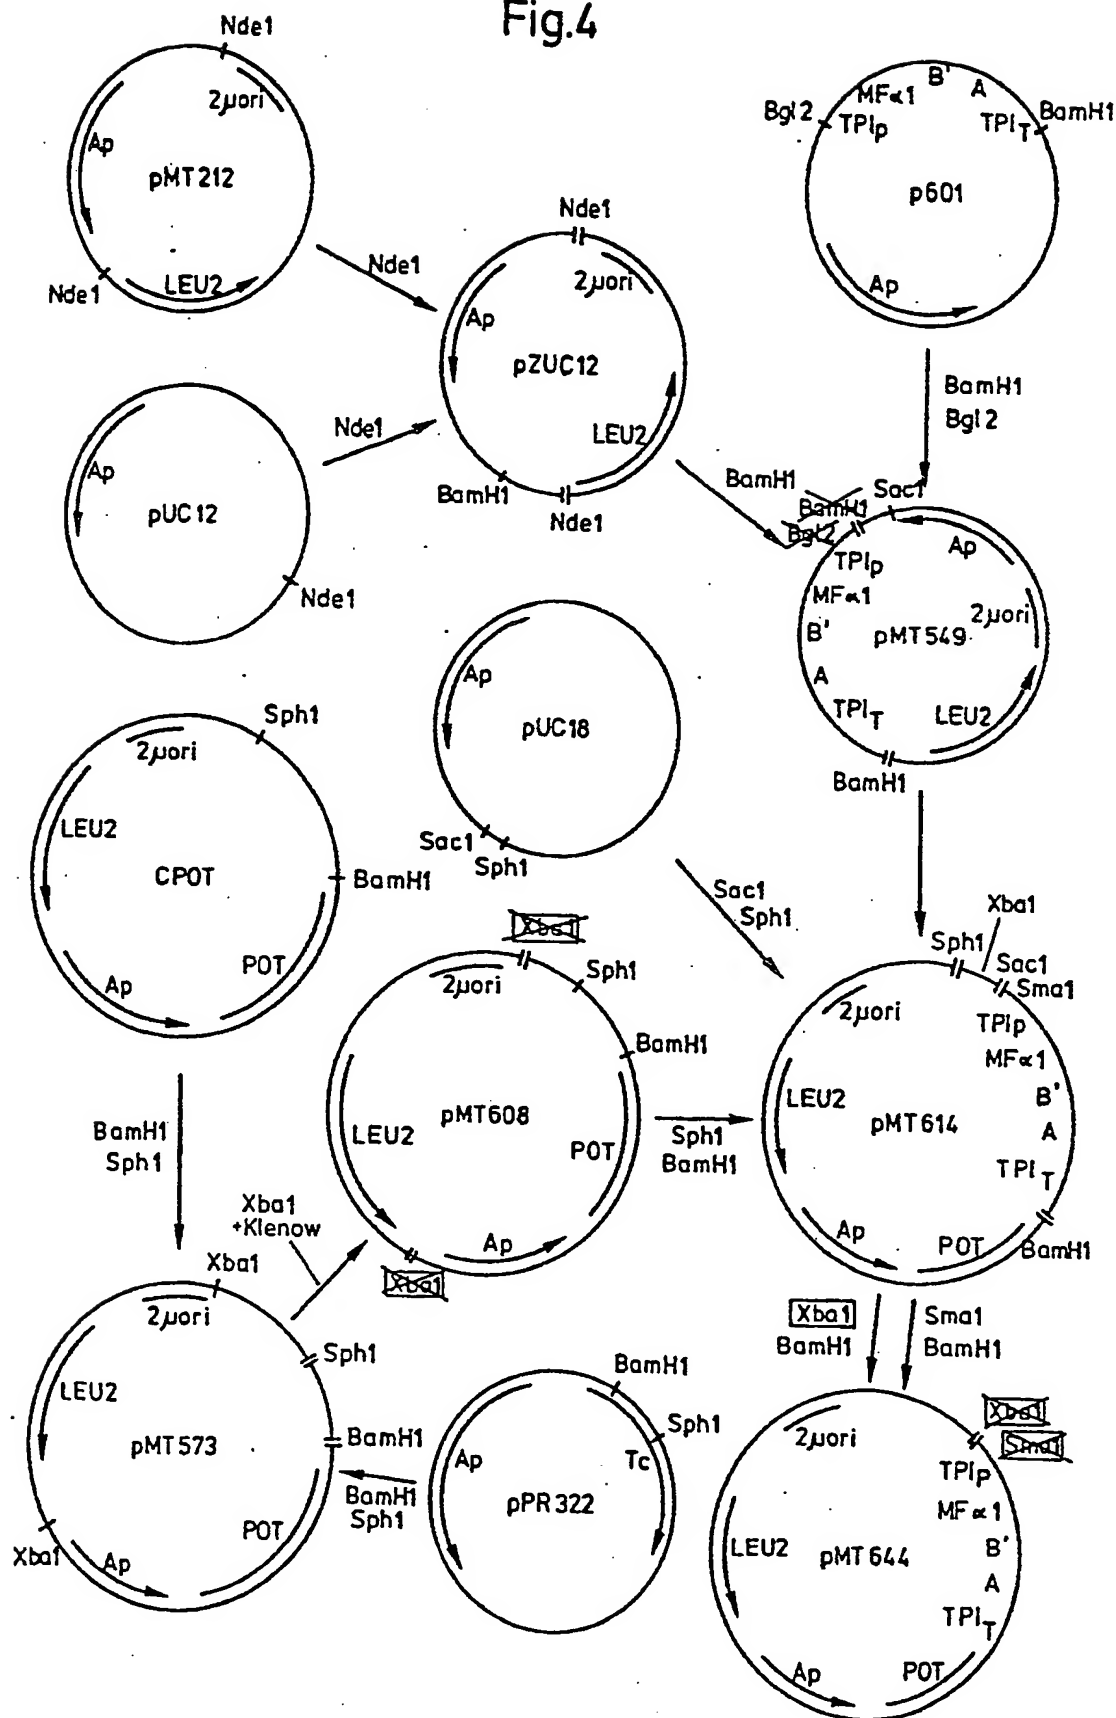 Fig.4
Nde1
2µori
Ap
pMT212
Nde1
LEU2
Nde1
Bgl2
MFα1
B'
A
BamH1
TPIP
TPIT
p601
Ap
Nde1
2µori
Ap
pZUC12
LEU2
BamH1
Nde1
Nde1
Ap
pUC12
Nde1
BamH1
Bgl2
BamH1
BamH1
Bgl2
Sac1
Ap
TPIP
MFα1
2µori
B'
pMT549
A
TPIT
LEU2
BamH1
Ap
pUC18
Sac1
Sph1
Sac1
Sph1
Sph1
2µori
LEU2
CPOT
BamH1
POT
Ap
BamH1
Sph1
Xba1
+Klenow
Xba1
2µori
Sph1
BamH1
pMT608
LEU2
POT
Ap
Xba1
Sph1
BamH1
Xba1
Sph1
Sac1
Sma1
2µori
TPIP
MFα1
LEU2
B'
pMT614
A
TPIT
Ap
POT
BamH1
Xba1
BamH1
Sma1
BamH1
Xba1
2µori
Sph1
LEU2
BamH1
pMT573
POT
Xba1
Ap
BamH1
Sph1
BamH1
Sph1
Ap
Tc
pPR322
Xba1
Sma1
2µori
TPIP
MFα1
LEU2
pMT644
B'
A
TPIT
Ap
POT